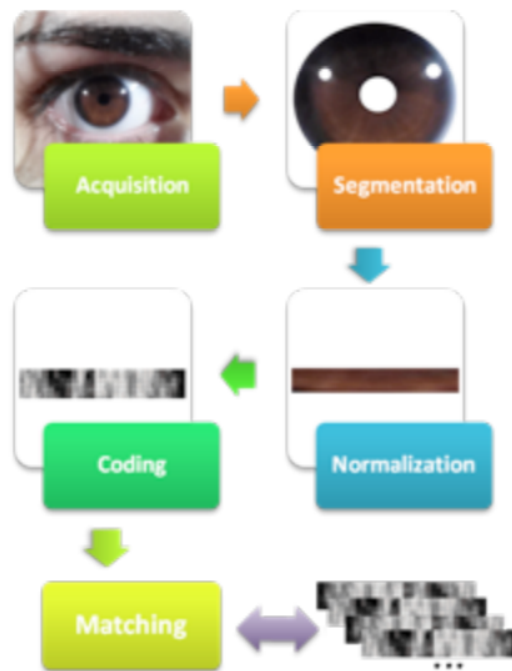 Acquisition
Segmentation
Normalization
Coding
Matching
...